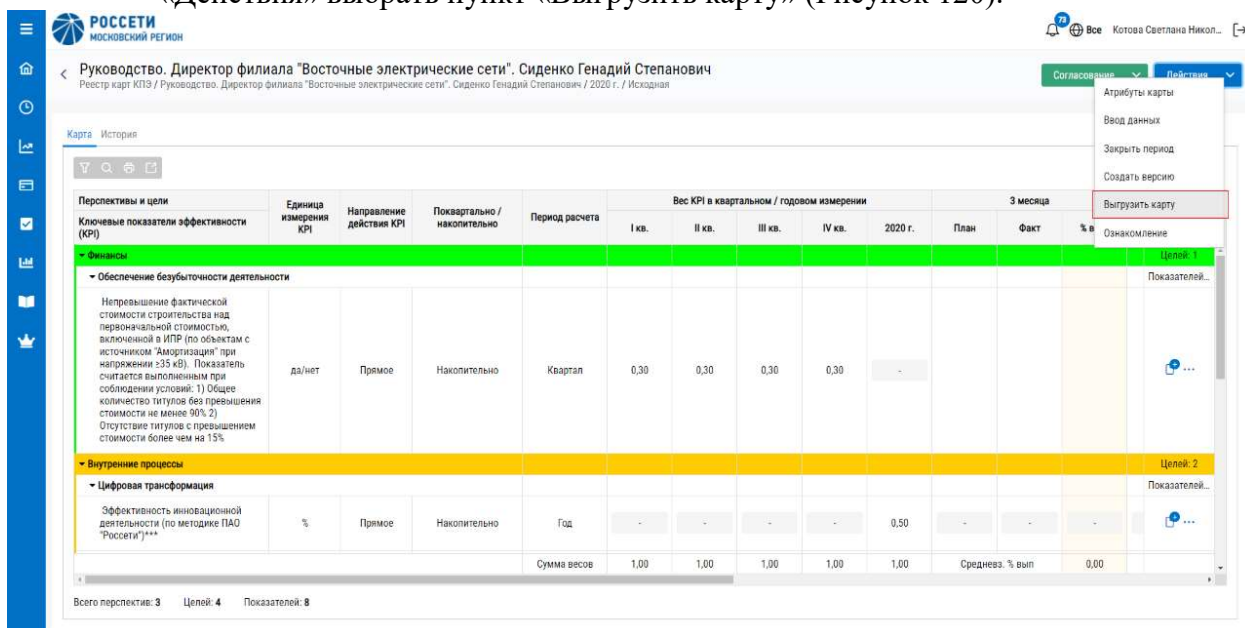 «Действия» выбрать пункт «Выгрузить карту» (Рисунок 120).
РОССЕТИ
МОСКОВСКИЙ РЕГИОН
73
Все Котова Светлана Никол...
Руководство. Директор филиала "Восточные электрические сети". Сиденко Генадий Степанович
Реестр карт КПЭ / Руководство. Директор филиала "Восточные электрические сети". Сиденко Генадий Степанович / 2020 г. / Исходная
Согласование Действия
Атрибуты карты
Ввод данных
Закрыть период
Создать версию
Выгрузить карту
Ознакомление
Карта История
Перспективы и цели
Ключевые показатели эффективности (KPI)
Единица измерения KPI
Направление действия KPI
Поквартально / накопительно
Период расчета
Вес KPI в квартальном / годовом измерении
3 месяца
I кв. II кв. III кв. IV кв. 2020 г. План Факт % в
Финансы Целей: 1
Обеспечение безубыточности деятельности Показателей...
Непревышение фактической
стоимости строительства над
первоначальной стоимостью,
включенной в ИПР (по объектам с
источником "Амортизация" при
напряжении ≥35 кВ). Показатель
считается выполненным при
соблюдении условий: 1) Общее
количество титулов без превышения
стоимости не менее 90% 2)
Отсутствие титулов с превышением
стоимости более чем на 15%
да/нет Прямое Накопительно Квартал 0,30 0,30 0,30 0,30 -
Внутренние процессы Целей: 2
Цифровая трансформация Показателей...
Эффективность инновационной
деятельности (по методике ПАО
"Россети")***
% Прямое Накопительно Год - - - - 0,50 - - -
Сумма весов 1,00 1,00 1,00 1,00 1,00 Средневз. % вып 0,00
Всего перспектив: 3 Целей: 4 Показателей: 8